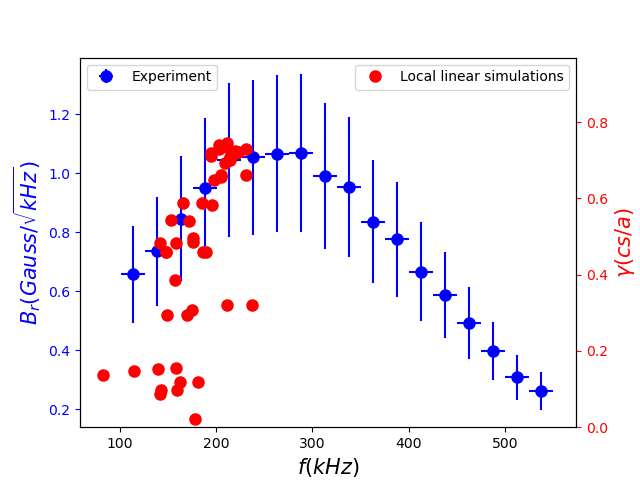 Experiment
Local linear simulations
1.2
1.0
0.8
0.6
0.4
0.2
B_r(Gauss/√kHz)
0.8
0.6
0.4
0.2
0.0
γ(cs/a)
100 200 300 400 500
f(kHz)